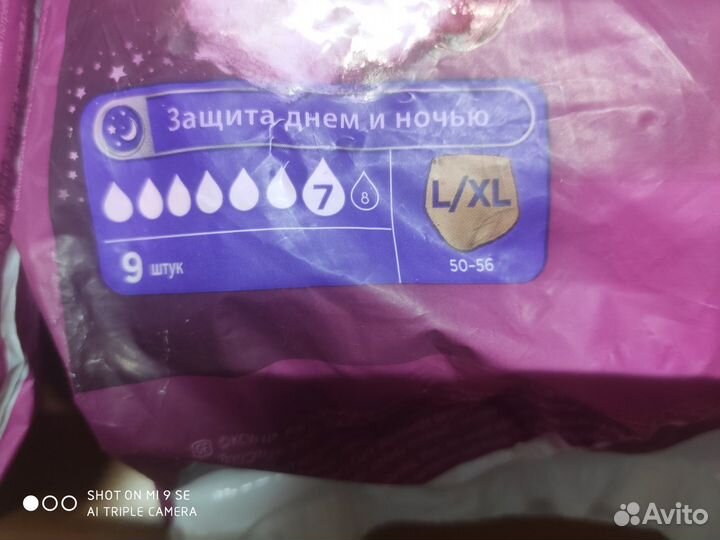 Защита днем и ночью
7 8
L/XL
9 штук
50-56
SHOT ON MI 9 SE
AI TRIPLE CAMERA
Avito